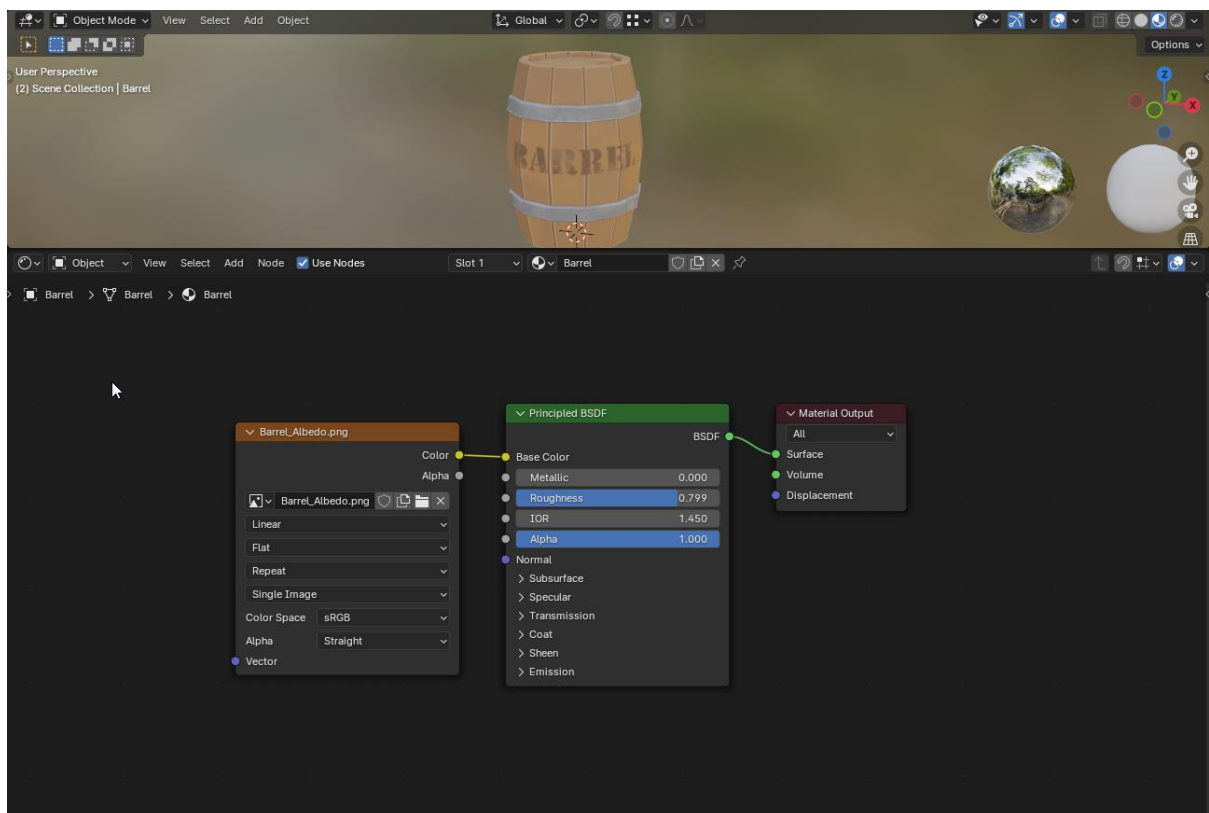 Object Mode View Select Add Object Global
Options
User Perspective
(2) Scene Collection | Barrel
Z
Y
X
BARREL
Object View Select Add Node Use Nodes Slot 1 Barrel
Barrel > Barrel > Barrel
Barrel_Albedo.png
Color
Alpha
Barrel_Albedo.png
Linear
Flat
Repeat
Single Image
Color Space sRGB
Alpha Straight
Vector
Principled BSDF
BSDF
Base Color
Metallic 0.000
Roughness 0.799
IOR 1.450
Alpha 1.000
Normal
Subsurface
Specular
Transmission
Coat
Sheen
Emission
Material Output
All
Surface
Volume
Displacement